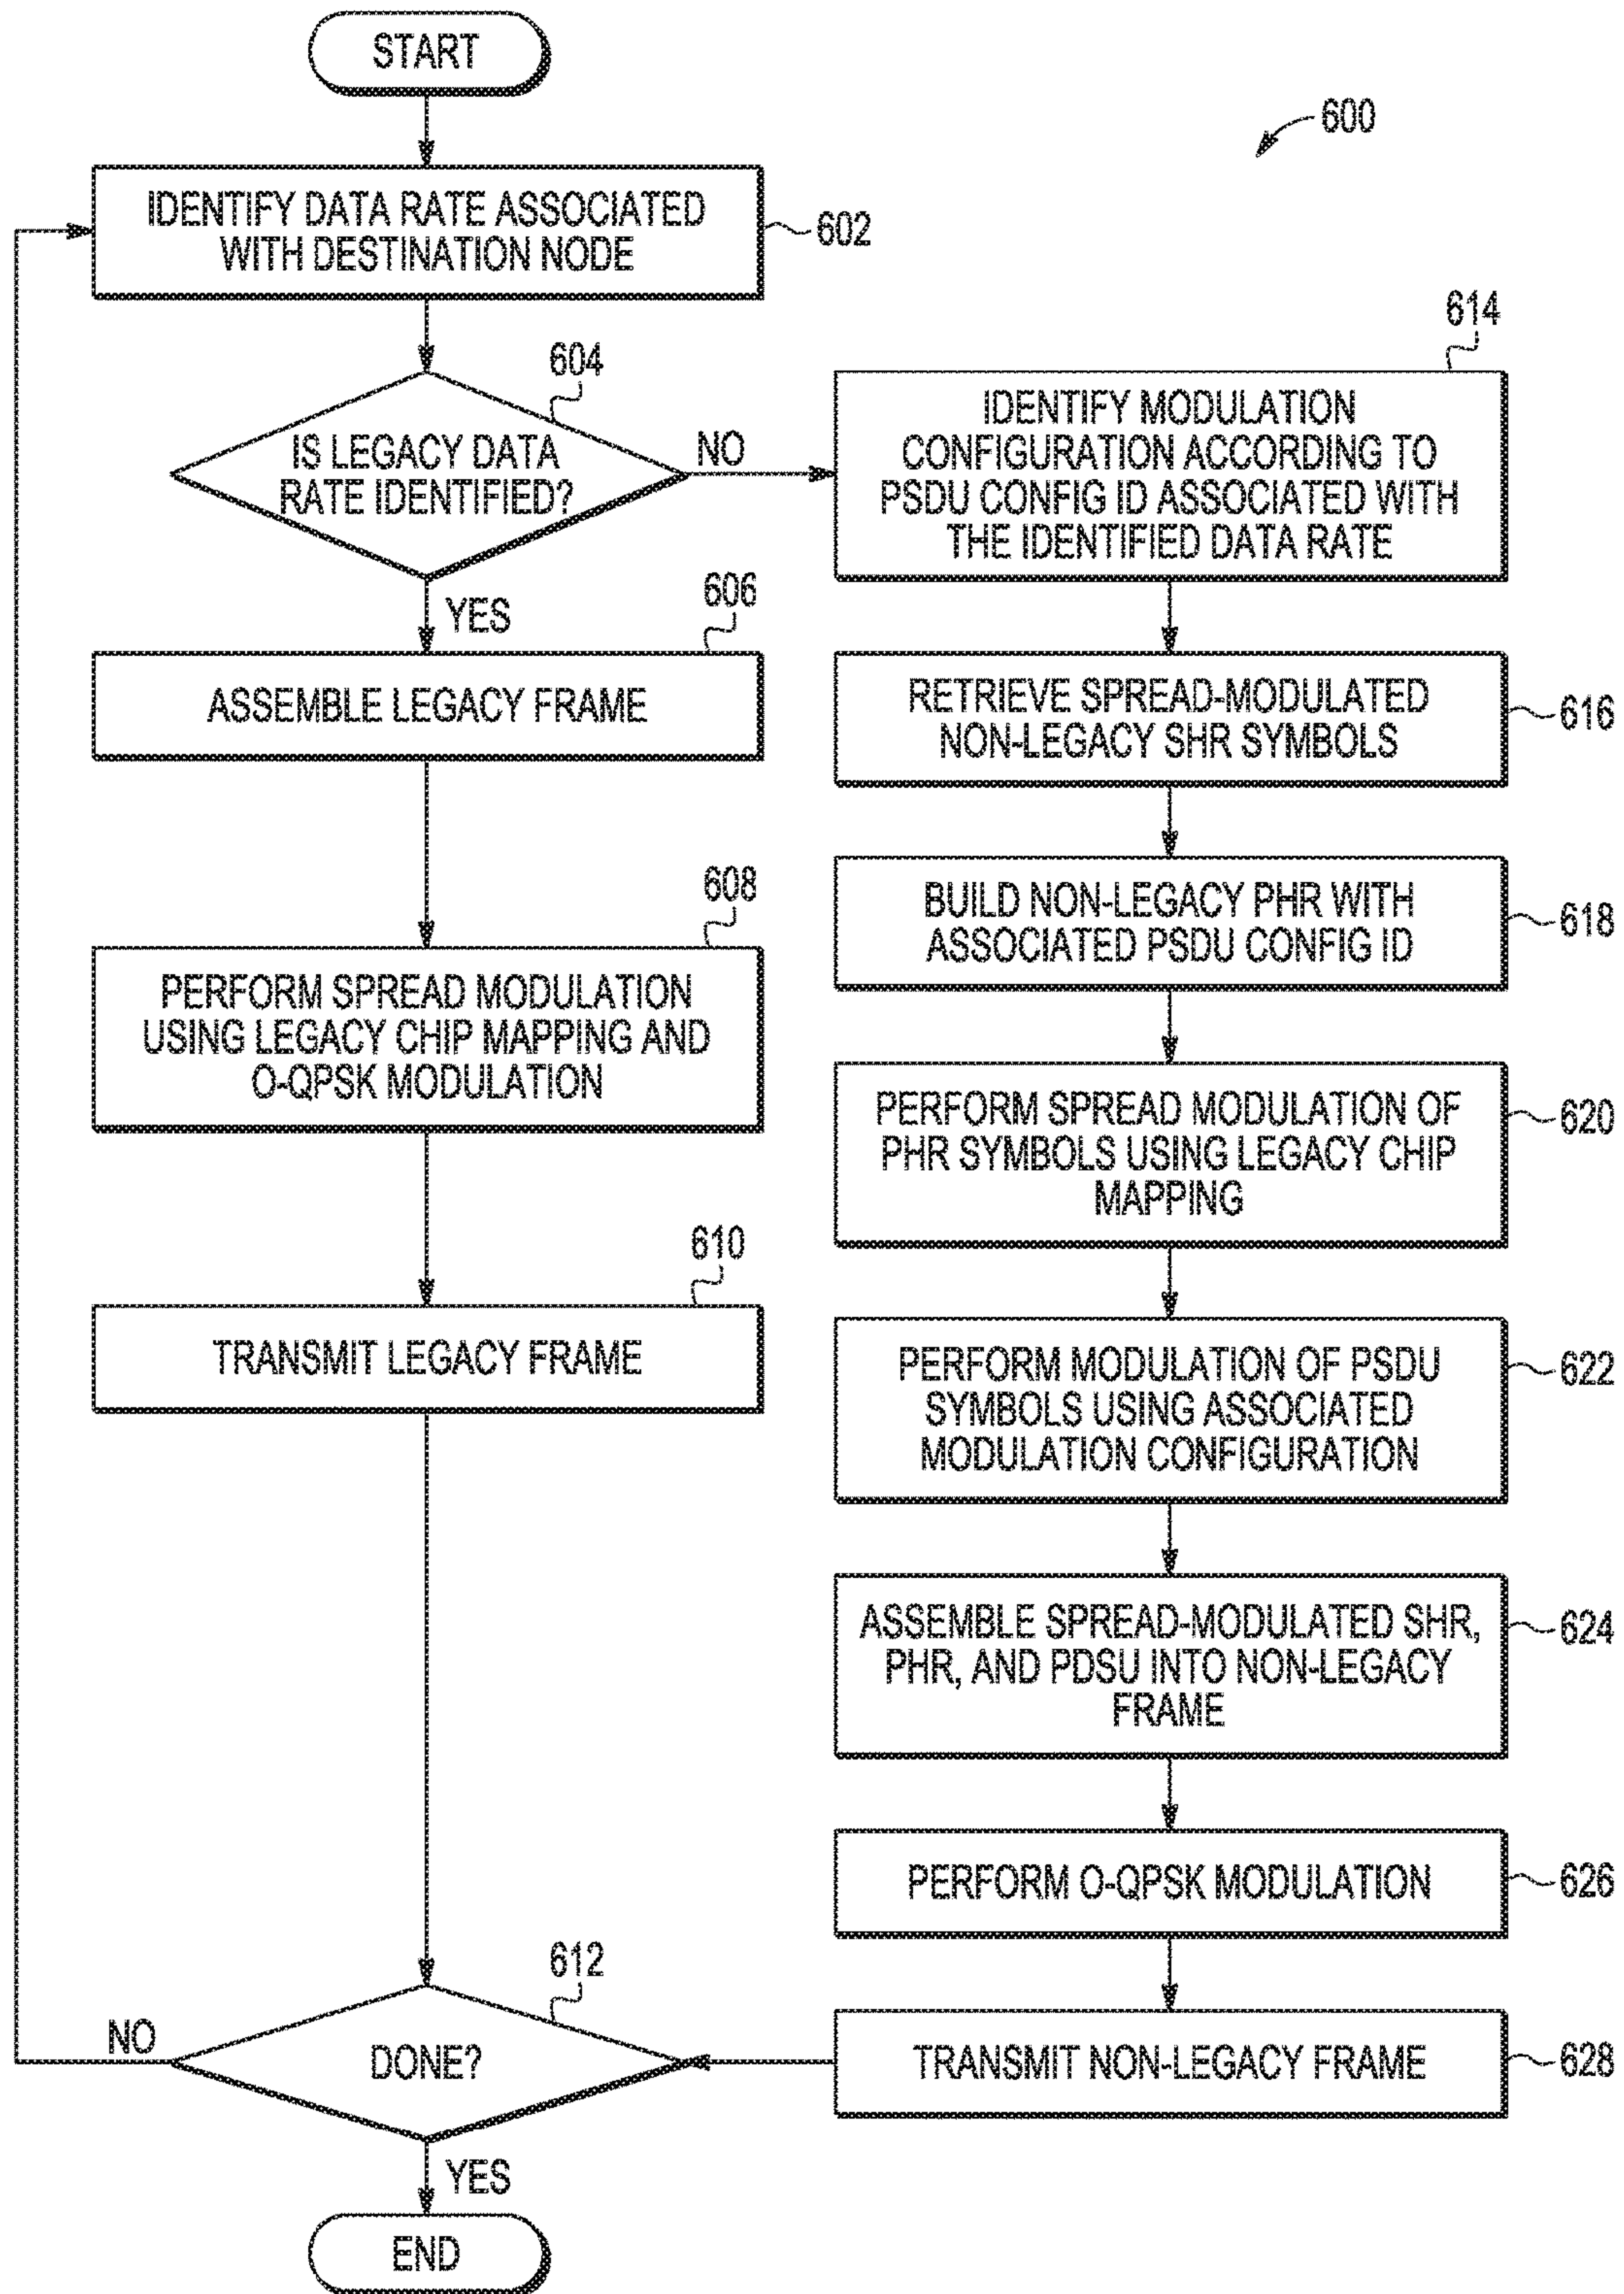 START
600
IDENTIFY DATA RATE ASSOCIATED
WITH DESTINATION NODE
602
604
IS LEGACY DATA
RATE IDENTIFIED?
NO
YES
606
ASSEMBLE LEGACY FRAME
608
PERFORM SPREAD MODULATION
USING LEGACY CHIP MAPPING AND
O-QPSK MODULATION
610
TRANSMIT LEGACY FRAME
614
IDENTIFY MODULATION
CONFIGURATION ACCORDING TO
PSDU CONFIG ID ASSOCIATED WITH
THE IDENTIFIED DATA RATE
RETRIEVE SPREAD-MODULATED
NON-LEGACY SHR SYMBOLS
616
BUILD NON-LEGACY PHR WITH
ASSOCIATED PSDU CONFIG ID
618
PERFORM SPREAD MODULATION OF
PHR SYMBOLS USING LEGACY CHIP
MAPPING
620
PERFORM MODULATION OF PSDU
SYMBOLS USING ASSOCIATED
MODULATION CONFIGURATION
622
ASSEMBLE SPREAD-MODULATED SHR,
PHR, AND PDSU INTO NON-LEGACY
FRAME
624
PERFORM O-QPSK MODULATION
626
TRANSMIT NON-LEGACY FRAME
628
612
DONE?
NO
YES
END